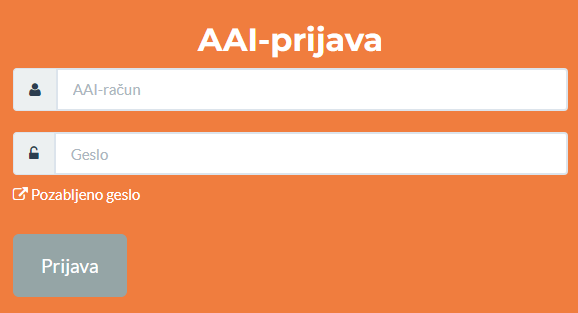 AAI-prijava
AAI-račun
Geslo
Pozabljeno geslo
Prijava